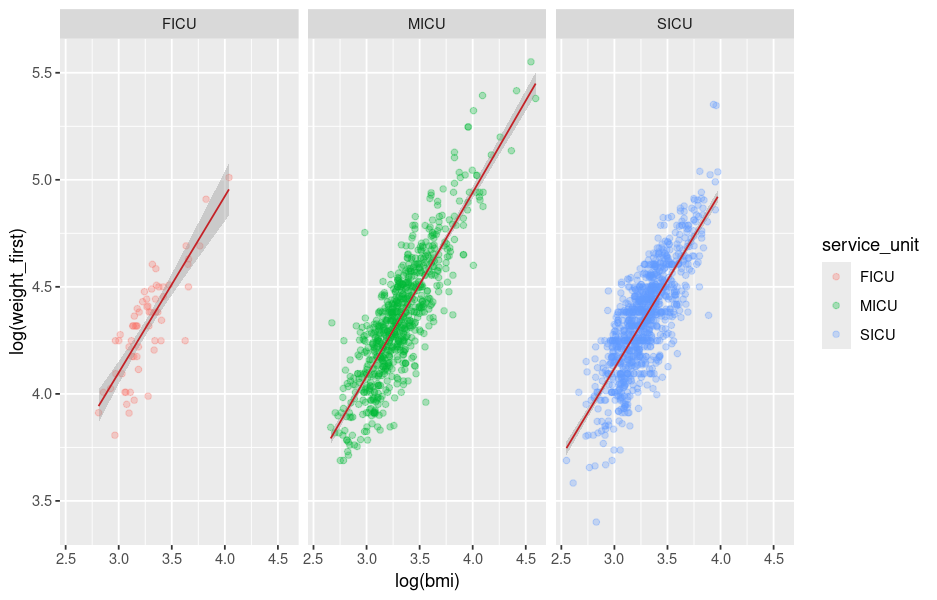 FICU MICU SICU
5.5
5.0
4.5
4.0
3.5
log(weight_first)
2.5 3.0 3.5 4.0 4.5 2.5 3.0 3.5 4.0 4.5 2.5 3.0 3.5 4.0 4.5
log(bmi)
service_unit
FICU
MICU
SICU